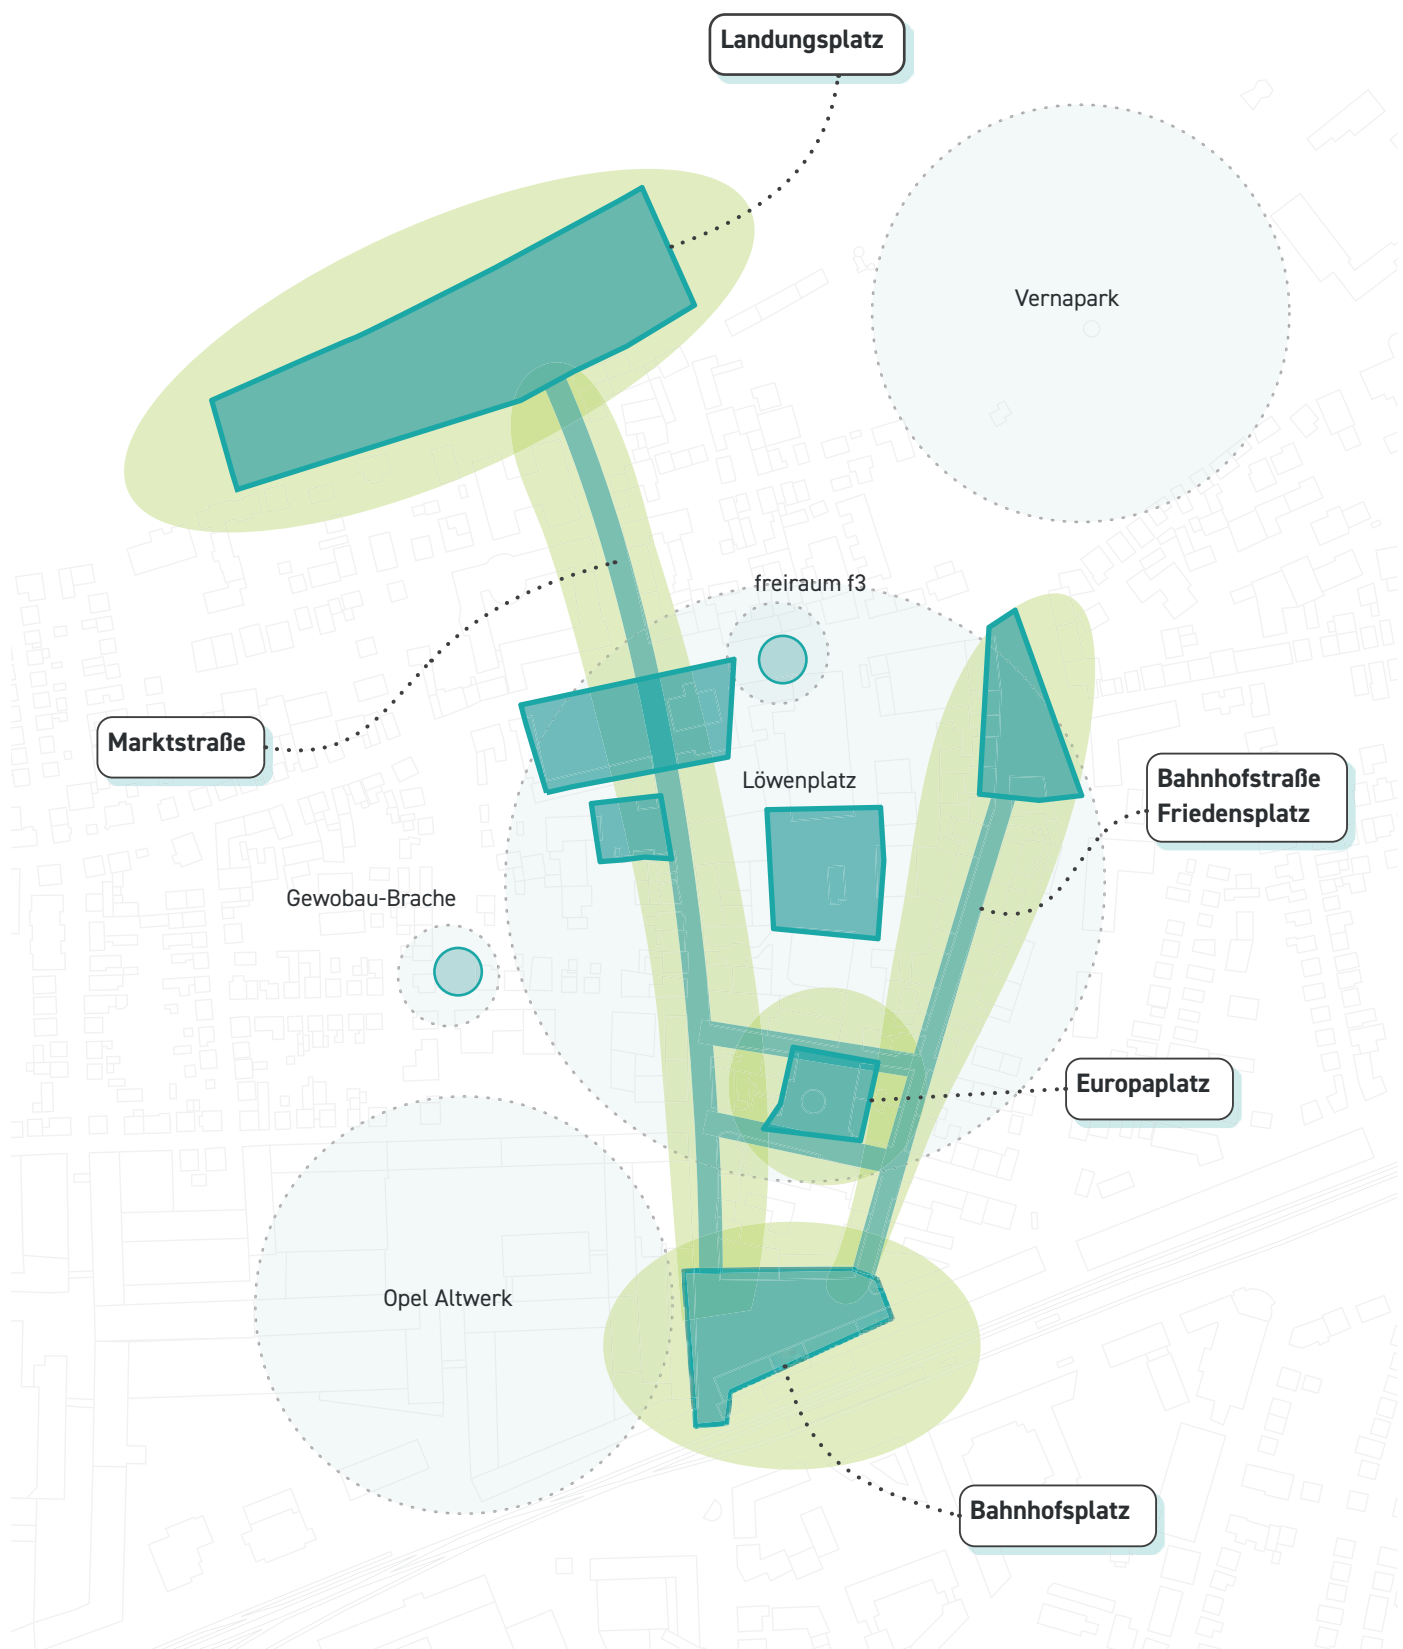 Landungsplatz
Vernapark
freiraum f3
Marktstraße
Löwenplatz
Bahnhofstraße
Friedensplatz
Gewobau-Brache
Europaplatz
Opel Altwerk
Bahnhofsplatz